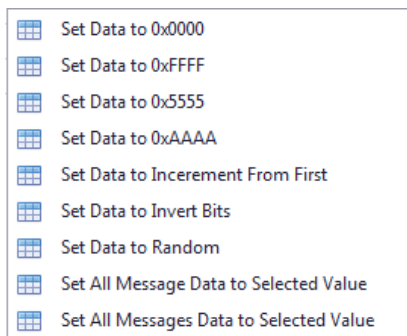 Set Data to 0x0000
Set Data to 0xFFFF
Set Data to 0x5555
Set Data to 0xAAAA
Set Data to Incerement From First
Set Data to Invert Bits
Set Data to Random
Set All Message Data to Selected Value
Set All Messages Data to Selected Value